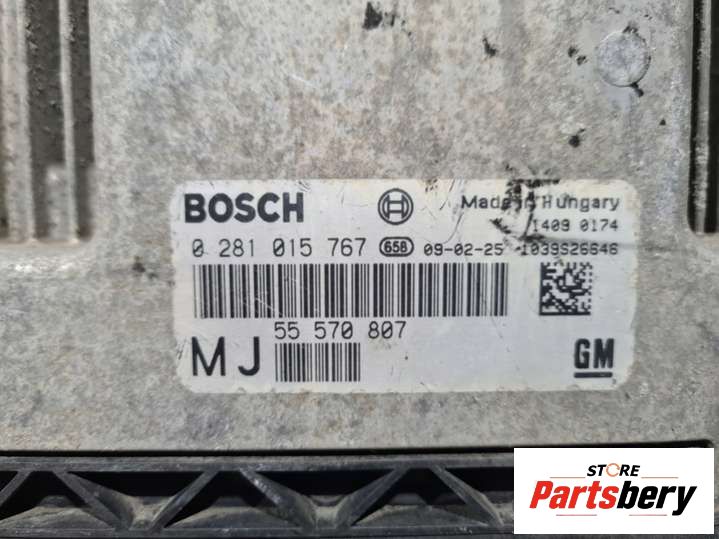 BOSCH
Made in Hungary
1409 0174
0 281 015 767 658 09-02-25 1039S26646
55 570 807
MJ
GM
STORE
Partsbery